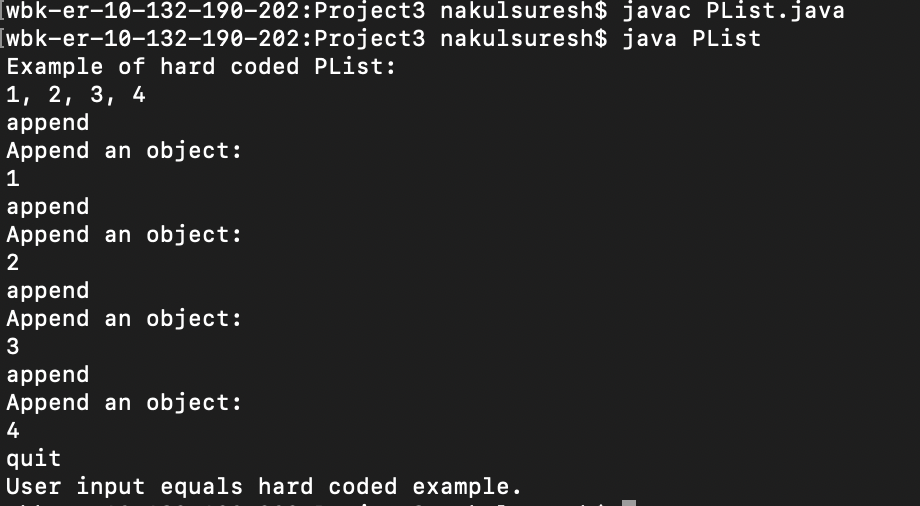 [wbk-er-10-132-190-202:Project3 nakulsuresh$ javac PList.java
[wbk-er-10-132-190-202:Project3 nakulsuresh$ java PList
Example of hard coded PList:
1, 2, 3, 4
append
Append an object:
1
append
Append an object:
2
append
Append an object:
3
append
Append an object:
4
quit
User input equals hard coded example.